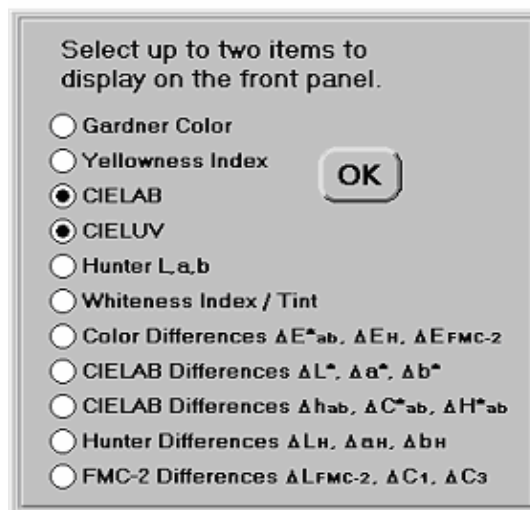 Select up to two items to
display on the front panel.
Gardner Color
Yellowness Index
OK
CIELAB
CIELUV
Hunter L,a,b
Whiteness Index / Tint
Color Differences ΔE*ab, ΔEH, ΔEFMC-2
CIELAB Differences ΔL*, Δa*, Δb*
CIELAB Differences Δhab, ΔC*ab, ΔH*ab
Hunter Differences ΔLH, ΔaH, ΔbH
FMC-2 Differences ΔLFMC-2, ΔC1, ΔC3